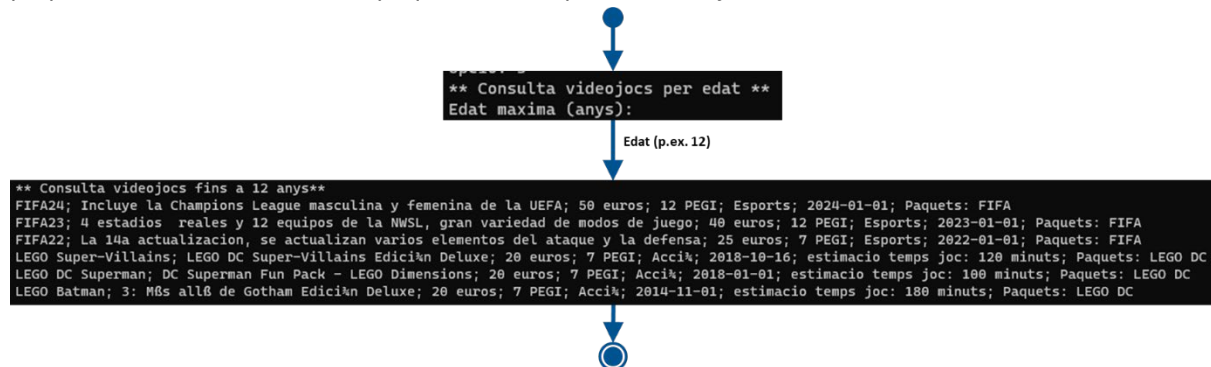 ** Consulta videojocs per edat **
Edat maxima (anys):
Edat (p.ex. 12)
** Consulta videojocs fins a 12 anys**
FIFA24; Incluye la Champions League masculina y femenina de la UEFA; 50 euros; 12 PEGI; Esports; 2024-01-01; Paquets: FIFA
FIFA23; 4 estadios  reales y 12 equipos de la NWSL, gran variedad de modos de juego; 40 euros; 12 PEGI; Esports; 2023-01-01; Paquets: FIFA
FIFA22; La 14a actualizacion, se actualizan varios elementos del ataque y la defensa; 25 euros; 7 PEGI; Esports; 2022-01-01; Paquets: FIFA
LEGO Super-Villains; LEGO DC Super-Villains Edici¾n Deluxe; 20 euros; 7 PEGI; Acci¾; 2018-10-16; estimacio temps joc: 120 minuts; Paquets: LEGO DC
LEGO DC Superman; DC Superman Fun Pack - LEGO Dimensions; 20 euros; 7 PEGI; Acci¾; 2018-01-01; estimacio temps joc: 100 minuts; Paquets: LEGO DC
LEGO Batman; 3: Mßs allß de Gotham Edici¾n Deluxe; 20 euros; 7 PEGI; Acci¾; 2014-11-01; estimacio temps joc: 180 minuts; Paquets: LEGO DC